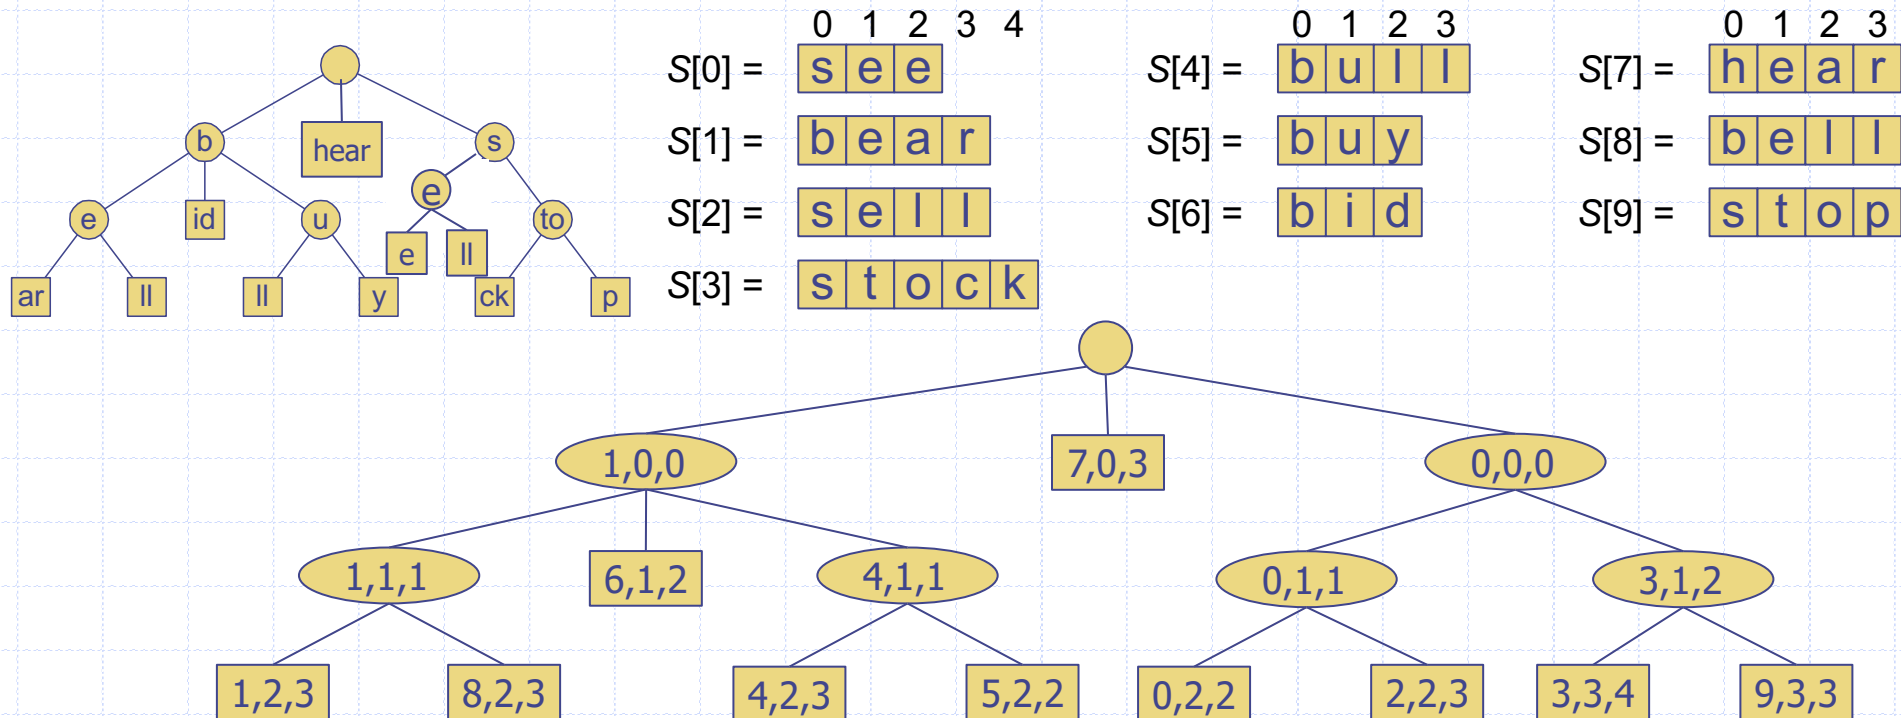 0 1 2 3 4
0 1 2 3
0 1 2 3
S[0] = s e e
S[4] = b u l l
S[7] = h e a r
b
hear
s
S[1] = b e a r
S[5] = b u y
S[8] = b e l l
e
id
u
e
to
S[2] = s e l l
S[6] = b i d
S[9] = s t o p
e
ll
ar
ll
ll
y
ck
p
S[3] = s t o c k
1,0,0
7,0,3
0,0,0
1,1,1
6,1,2
4,1,1
0,1,1
3,1,2
1,2,3
8,2,3
4,2,3
5,2,2
0,2,2
2,2,3
3,3,4
9,3,3